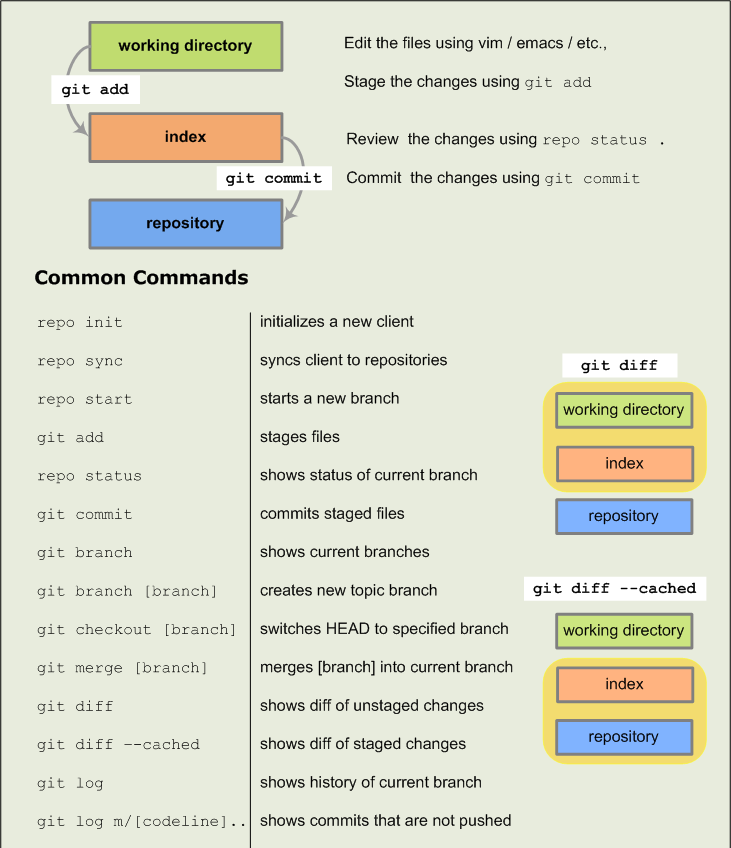 working directory
Edit the files using vim / emacs / etc.,
git add
Stage the changes using git add
index
Review the changes using repo status .
git commit
Commit the changes using git commit
repository
Common Commands
repo init initializes a new client
repo sync syncs client to repositories
repo start starts a new branch
git add stages files
repo status shows status of current branch
git commit commits staged files
git branch shows current branches
git branch [branch] creates new topic branch
git checkout [branch] switches HEAD to specified branch
git merge [branch] merges [branch] into current branch
git diff shows diff of unstaged changes
git diff --cached shows diff of staged changes
git log shows history of current branch
git log m/[codeline].. shows commits that are not pushed
git diff
working directory
index
repository
git diff --cached
working directory
index
repository